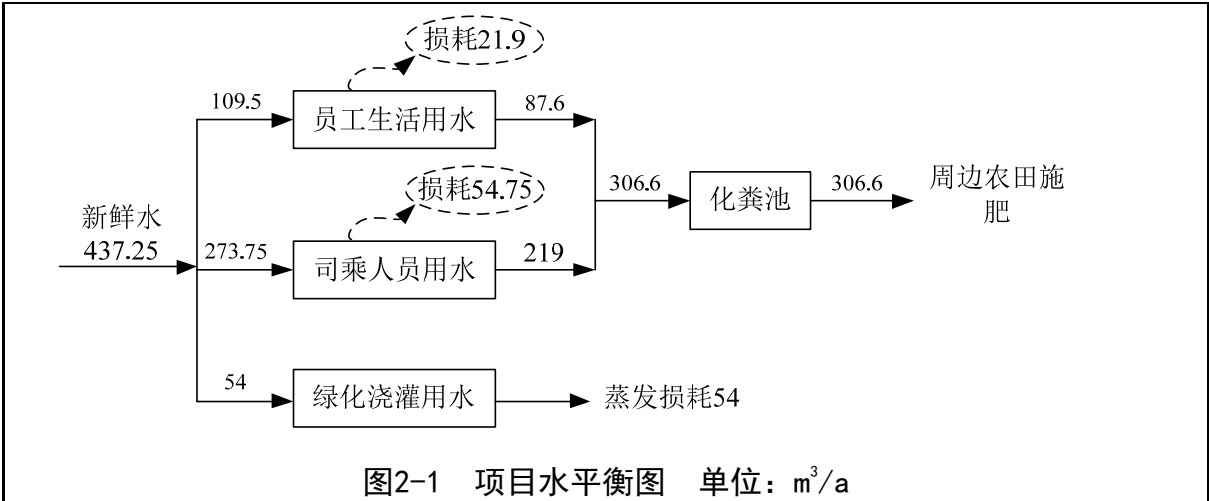 损耗21.9
109.5
员工生活用水
87.6
损耗54.75
306.6
化粪池
306.6
周边农田施
肥
新鲜水
437.25
273.75
司乘人员用水
219
54
绿化浇灌用水
蒸发损耗54
图2-1 项目水平衡图 单位：m³/a